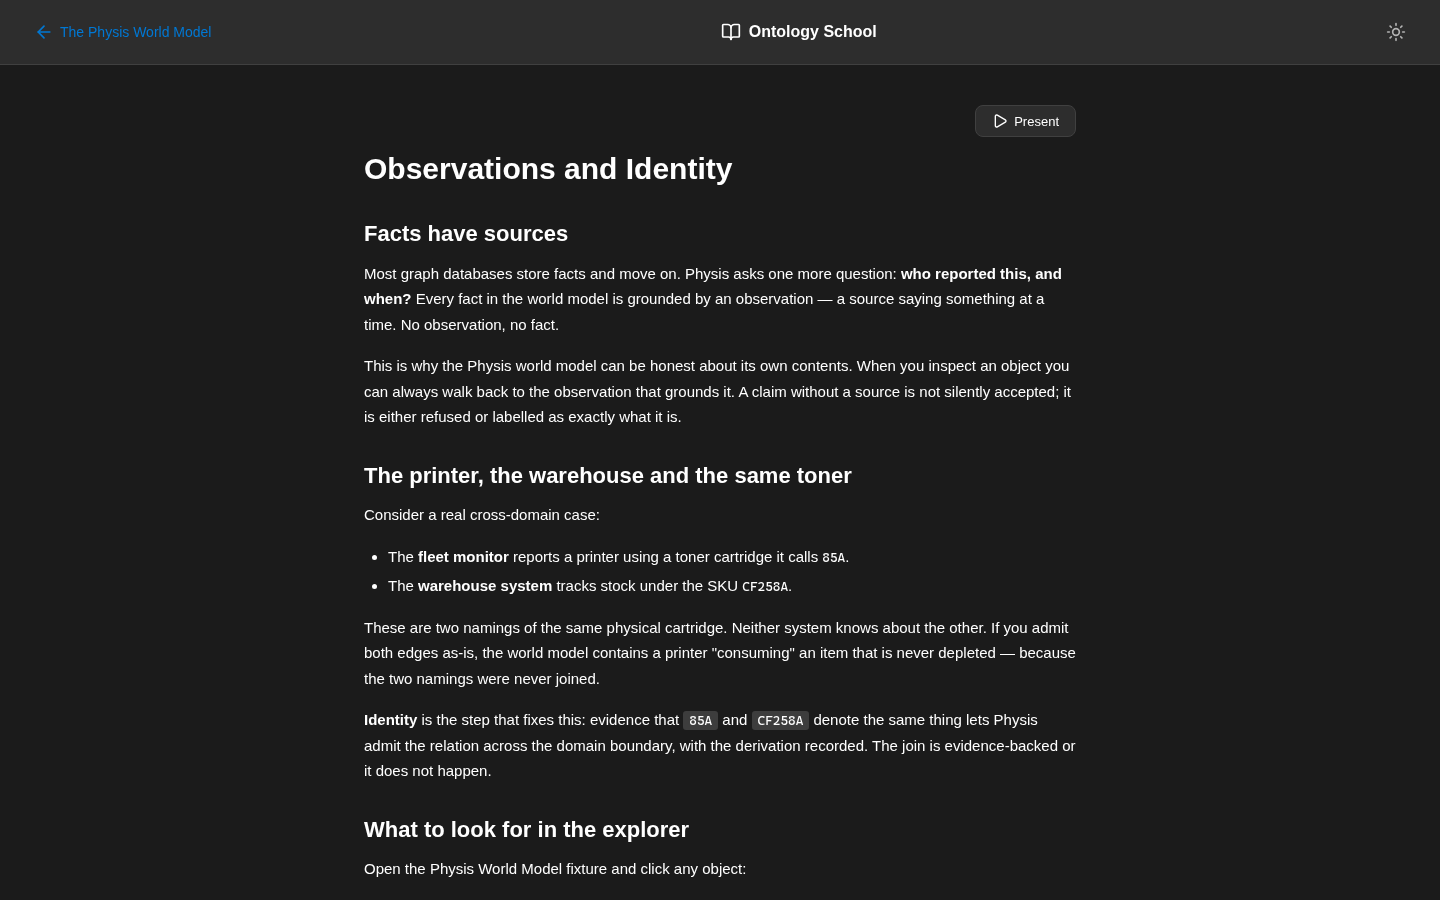 The Physis World Model
Ontology School
Present
Observations and Identity
Facts have sources
Most graph databases store facts and move on. Physis asks one more question: who reported this, and
when? Every fact in the world model is grounded by an observation — a source saying something at a
time. No observation, no fact.
This is why the Physis world model can be honest about its own contents. When you inspect an object you
can always walk back to the observation that grounds it. A claim without a source is not silently accepted; it
is either refused or labelled as exactly what it is.
The printer, the warehouse and the same toner
Consider a real cross-domain case:
The fleet monitor reports a printer using a toner cartridge it calls 85A.
The warehouse system tracks stock under the SKU CF258A.
These are two namings of the same physical cartridge. Neither system knows about the other. If you admit
both edges as-is, the world model contains a printer "consuming" an item that is never depleted — because
the two namings were never joined.
Identity is the step that fixes this: evidence that 85A and CF258A denote the same thing lets Physis
admit the relation across the domain boundary, with the derivation recorded. The join is evidence-backed or
it does not happen.
What to look for in the explorer
Open the Physis World Model fixture and click any object: